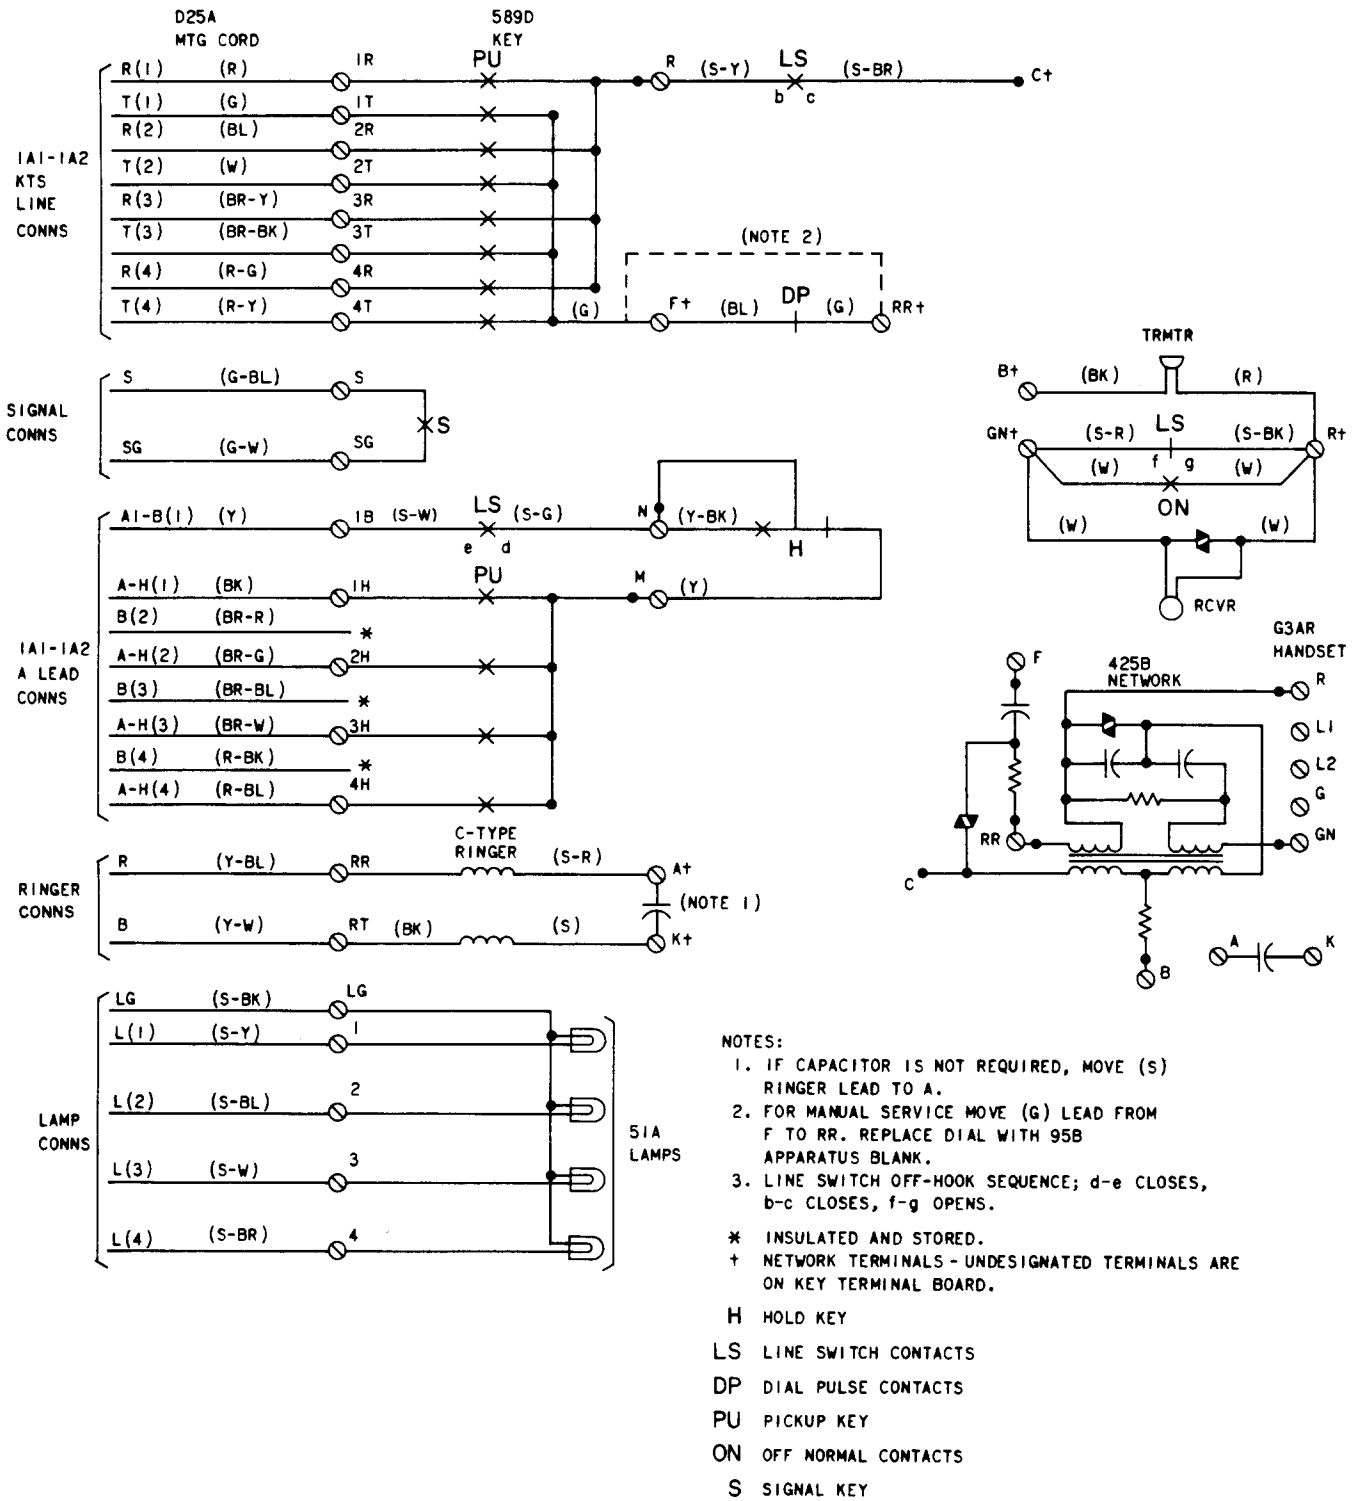 D25A
MTG CORD
589D
KEY
1A1-1A2
KTS
LINE
CONNS
R(1) (R) 1R PU R (S-Y) LS (S-BR) C†
b c
T(1) (G) 1T
R(2) (BL) 2R
T(2) (W) 2T
R(3) (BR-Y) 3R
T(3) (BR-BK) 3T
(NOTE 2)
R(4) (R-G) 4R
T(4) (R-Y) 4T (G) F† (BL) DP (G) RR†
SIGNAL
CONNS
S (G-BL) S
S
SG (G-W) SG
TRMTR
B† (BK) (R)
GN† (S-R) LS (S-BK) R†
(W) f g (W)
ON
(W) (W)
RCVR
G3AR
HANDSET
1A1-1A2
A LEAD
CONNS
A1-B(1) (Y) 1B (S-W) LS (S-G) N (Y-BK)
e d H
A-H(1) (BK) 1H PU M (Y)
B(2) (BR-R) *
A-H(2) (BR-G) 2H
B(3) (BR-BL) *
A-H(3) (BR-W) 3H
B(4) (R-BK) *
A-H(4) (R-BL) 4H
F
425B
NETWORK
R
L1
L2
G
RR
GN
C
B
A K
RINGER
CONNS
C-TYPE
RINGER
R (Y-BL) RR (S-R) A†
(NOTE 1)
B (Y-W) RT (BK) (S) K†
LAMP
CONNS
LG (S-BK) LG
L(1) (S-Y) 1
L(2) (S-BL) 2
L(3) (S-W) 3
L(4) (S-BR) 4
51A
LAMPS
NOTES:
1. IF CAPACITOR IS NOT REQUIRED, MOVE (S)
RINGER LEAD TO A.
2. FOR MANUAL SERVICE MOVE (G) LEAD FROM
F TO RR. REPLACE DIAL WITH 95B
APPARATUS BLANK.
3. LINE SWITCH OFF-HOOK SEQUENCE; d-e CLOSES,
b-c CLOSES, f-g OPENS.
* INSULATED AND STORED.
† NETWORK TERMINALS - UNDESIGNATED TERMINALS ARE
ON KEY TERMINAL BOARD.
H HOLD KEY
LS LINE SWITCH CONTACTS
DP DIAL PULSE CONTACTS
PU PICKUP KEY
ON OFF NORMAL CONTACTS
S SIGNAL KEY